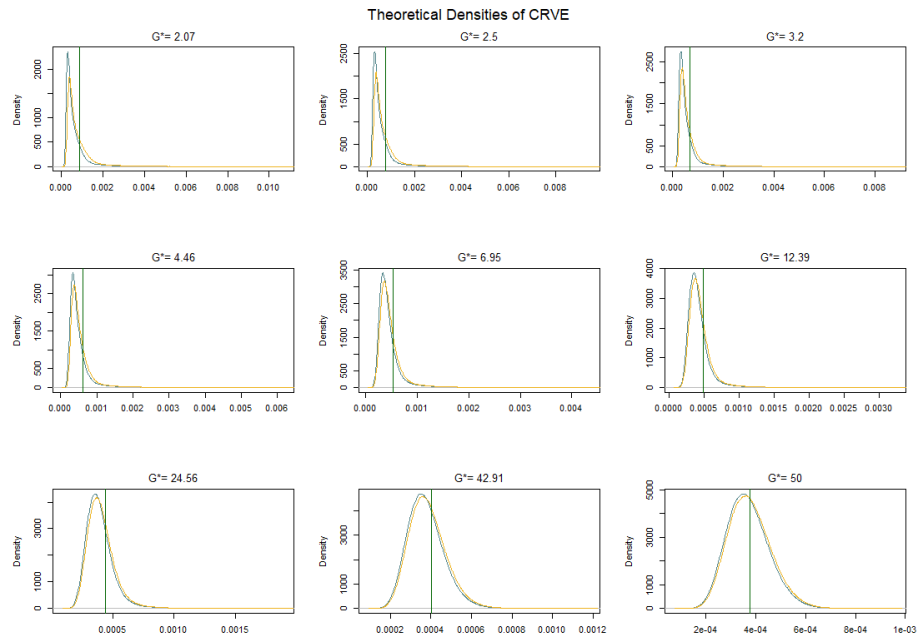 Theoretical Densities of CRVE
G*= 2.07
G*= 2.5
G*= 3.2
Density
0 500 1000 2000
0.000 0.002 0.004 0.006 0.008 0.010
Density
0 500 1500 2500
0.000 0.002 0.004 0.006 0.008
Density
0 500 1500 2500
0.000 0.002 0.004 0.006 0.008
G*= 4.46
G*= 6.95
G*= 12.39
Density
0 500 1500 2500
0.000 0.001 0.002 0.003 0.004 0.005 0.006
Density
0 500 1500 2500 3500
0.000 0.001 0.002 0.003 0.004
Density
0 1000 2000 3000 4000
0.0000 0.0005 0.0010 0.0015 0.0020 0.0025 0.0030
G*= 24.56
G*= 42.91
G*= 50
Density
0 1000 3000
0.0005 0.0015
Density
0 1000 3000
0.0002 0.0004 0.0006 0.0008 0.0010 0.0012
Density
0 1000 3000 5000
2e-04 4e-04 6e-04 8e-04 1e-03